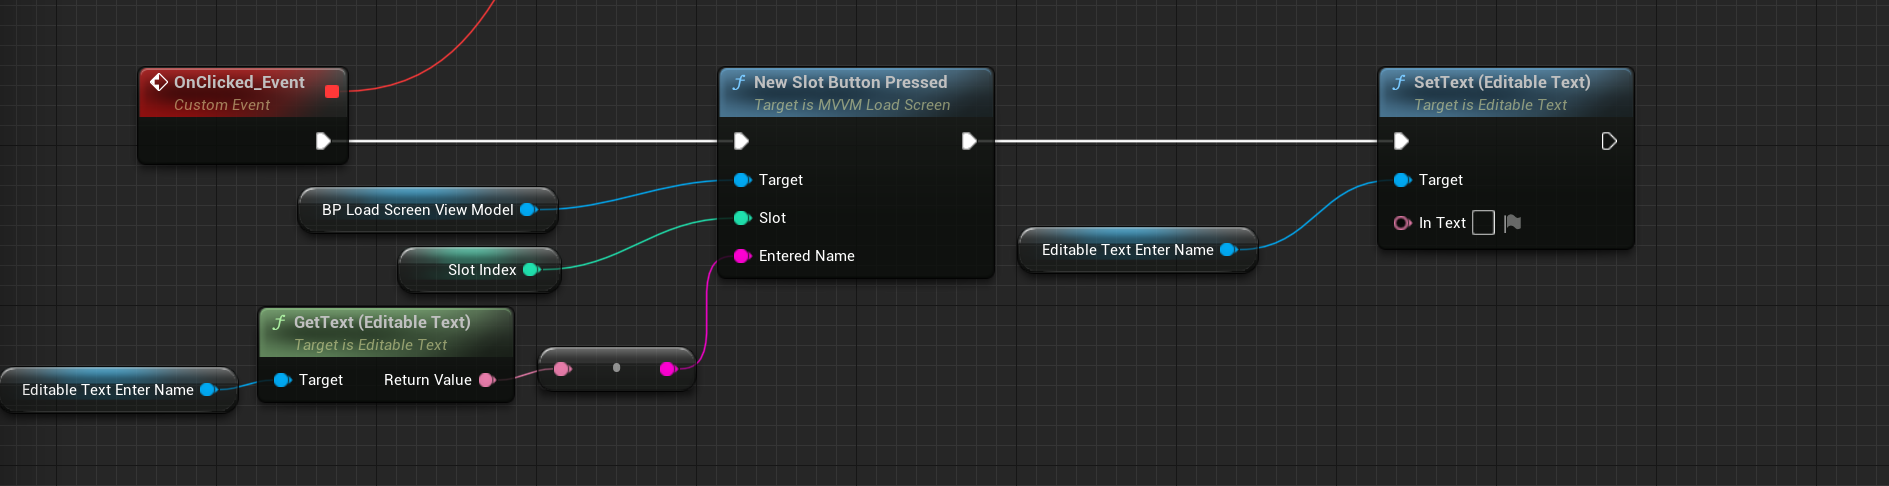 OnClicked_Event
Custom Event
New Slot Button Pressed
Target is MVVM Load Screen
Target
Slot
Entered Name
SetText (Editable Text)
Target is Editable Text
Target
In Text
BP Load Screen View Model
Slot Index
Editable Text Enter Name
GetText (Editable Text)
Target is Editable Text
Target
Return Value
Editable Text Enter Name